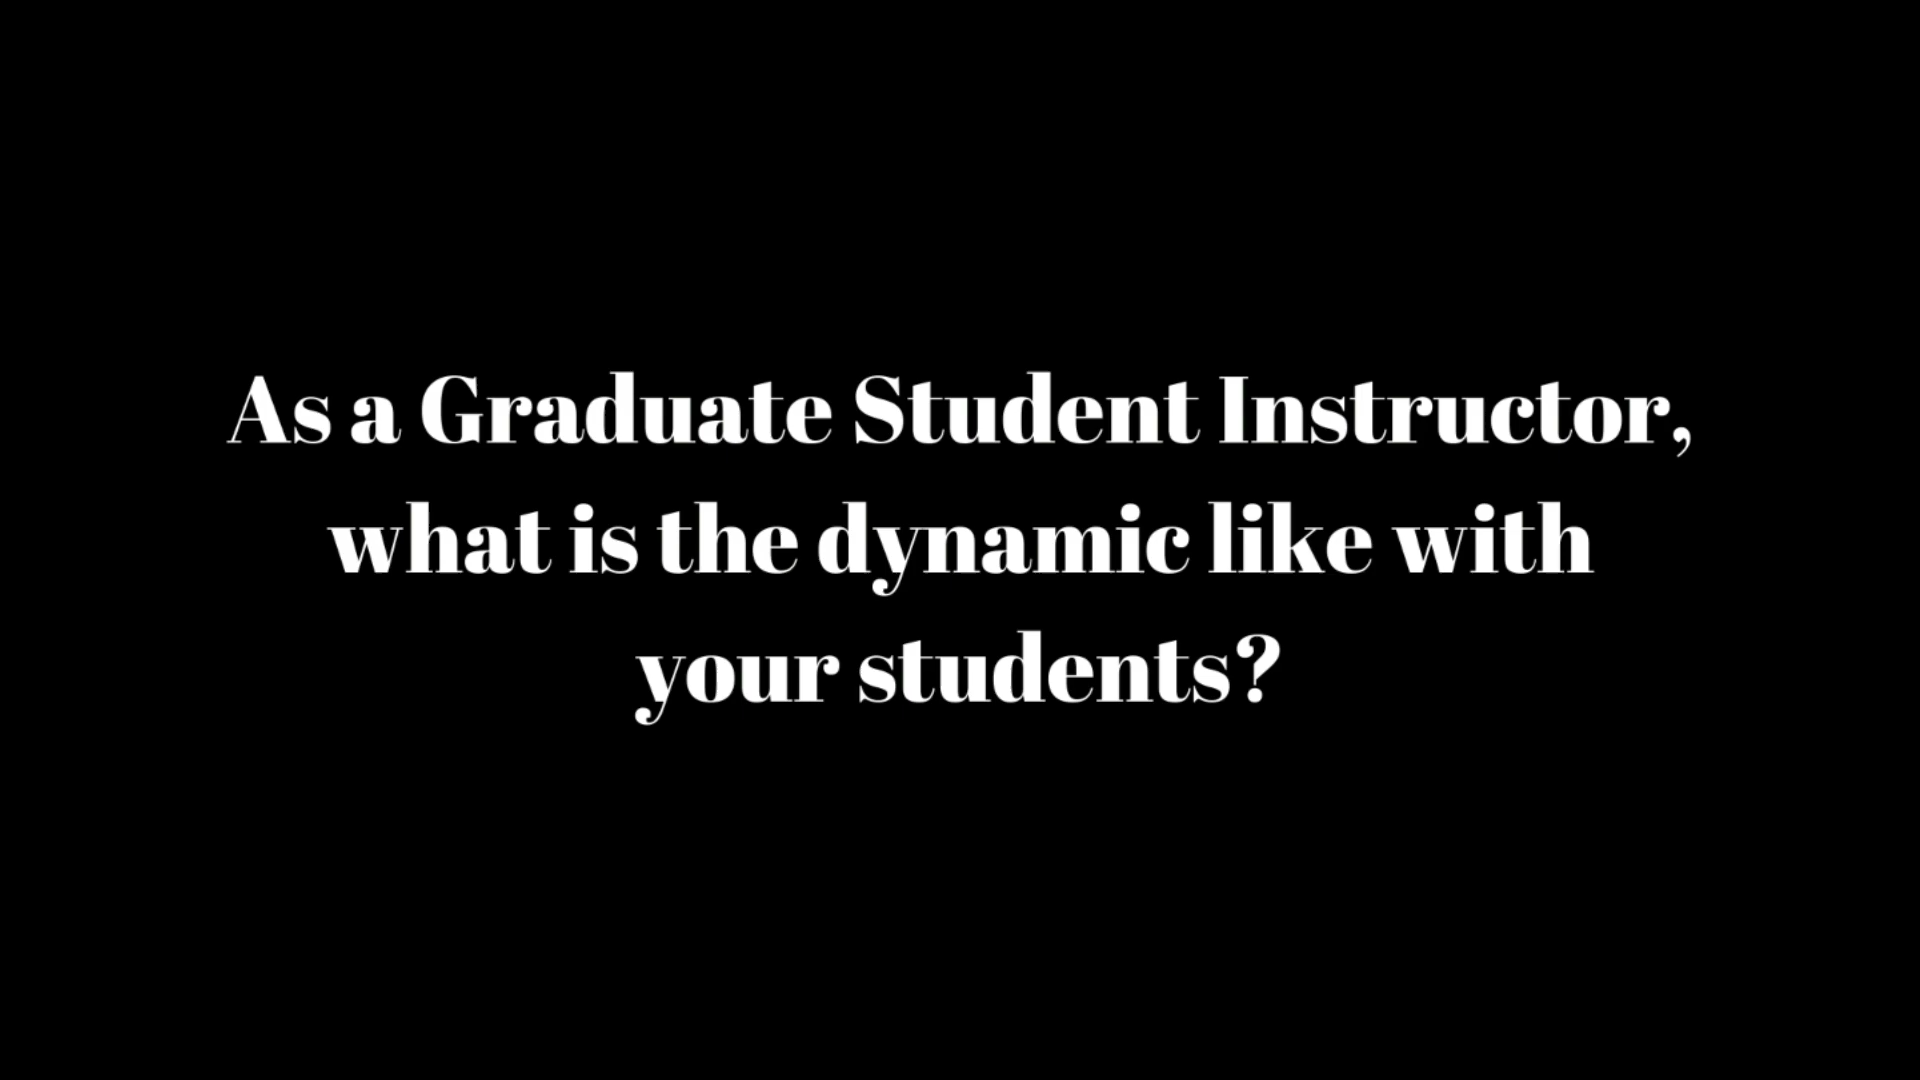 As a Graduate Student Instructor,
what is the dynamic like with
your students?